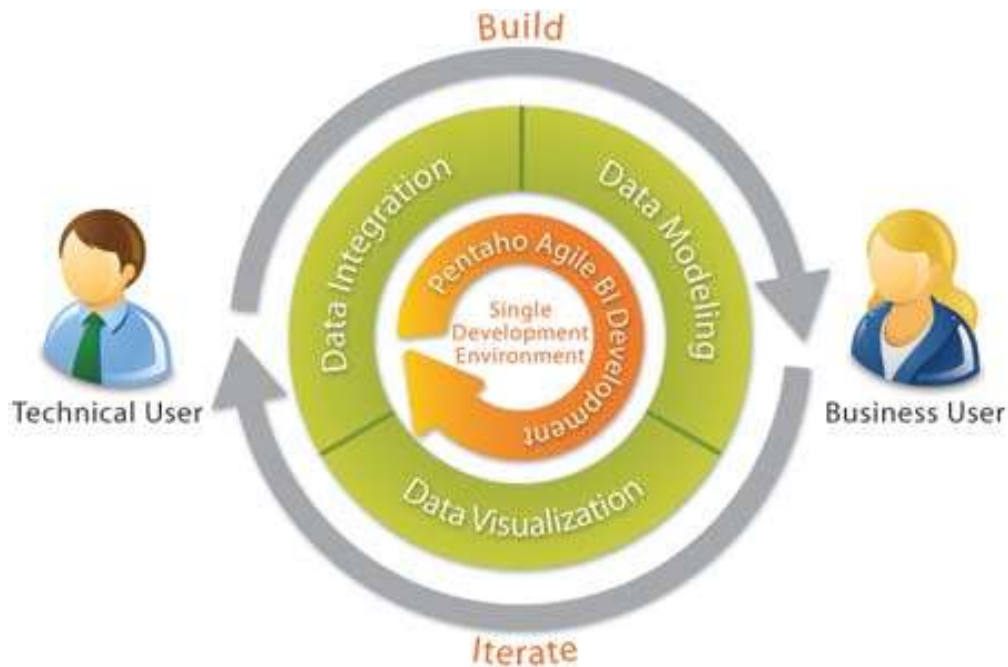 Build
Data Integration
Data Modeling
Pentaho Agile BI Development
Single
Development
Environment
Technical User
Business User
Data Visualization
Iterate